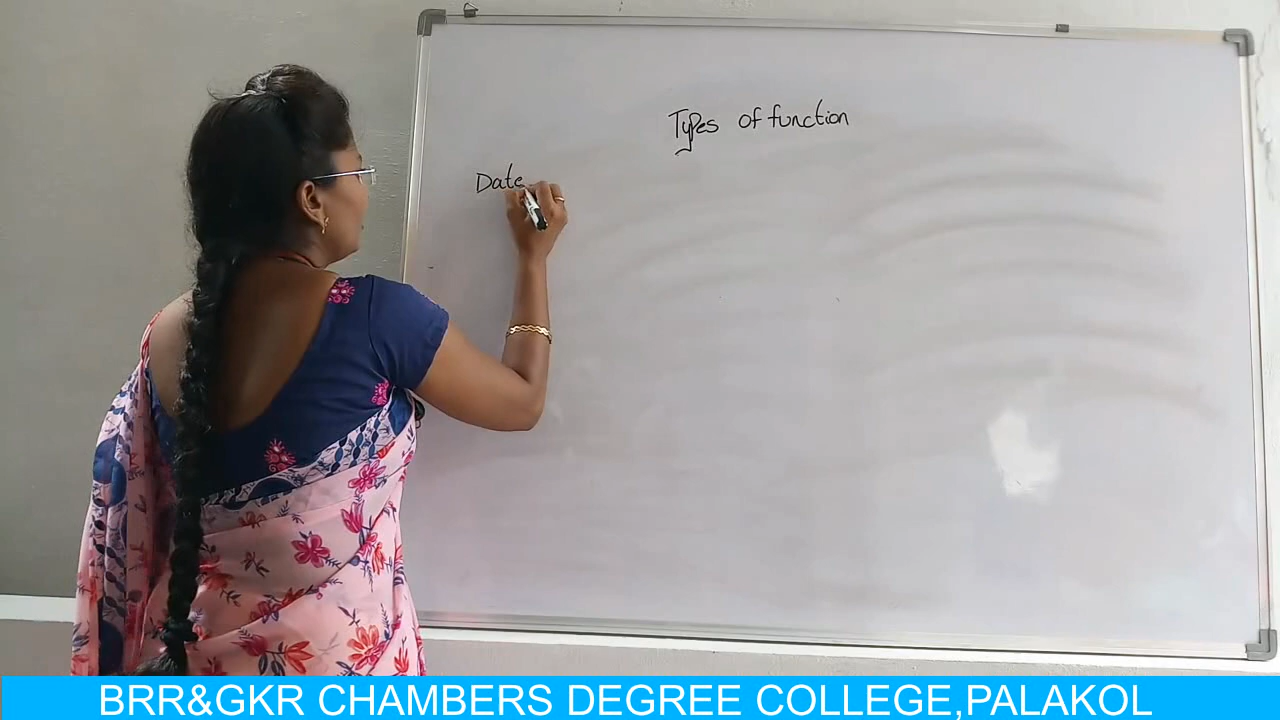 Types of function
Date
BRR&GKR CHAMBERS DEGREE COLLEGE,PALAKOL